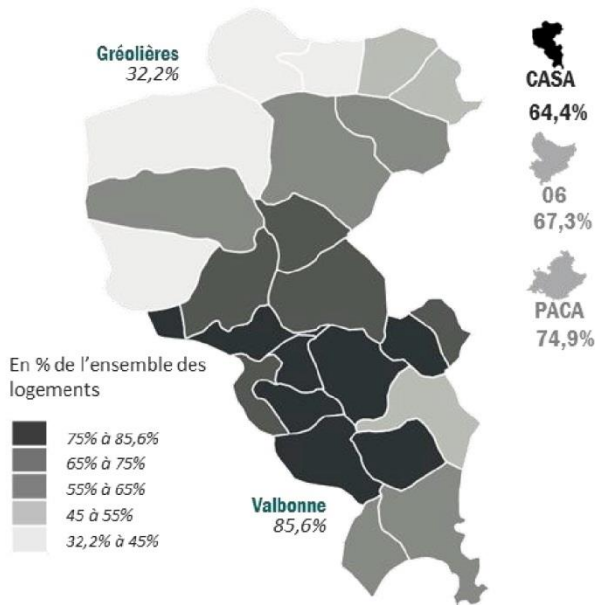 Gréolières
32,2%
CASA
64,4%
06
67,3%
PACA
74,9%
En % de l'ensemble des
logements
75% à 85,6%
65% à 75%
55% à 65%
45 à 55%
32,2% à 45%
Valbonne
85,6%